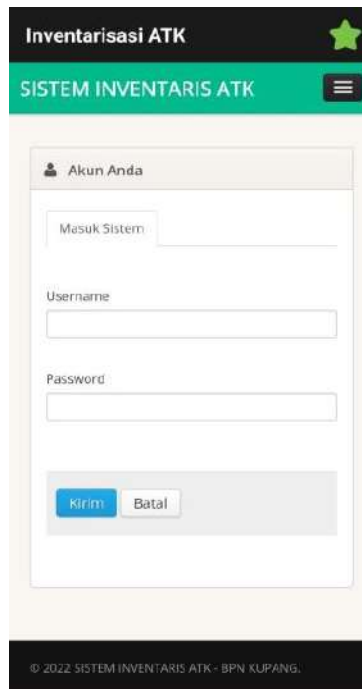 Inventarisasi ATK
SISTEM INVENTARIS ATK
Akun Anda
Masuk Sistem
Username
Password
Kirim
Batal
© 2022 SISTEM INVENTARIS ATK - BPN KUPANG.